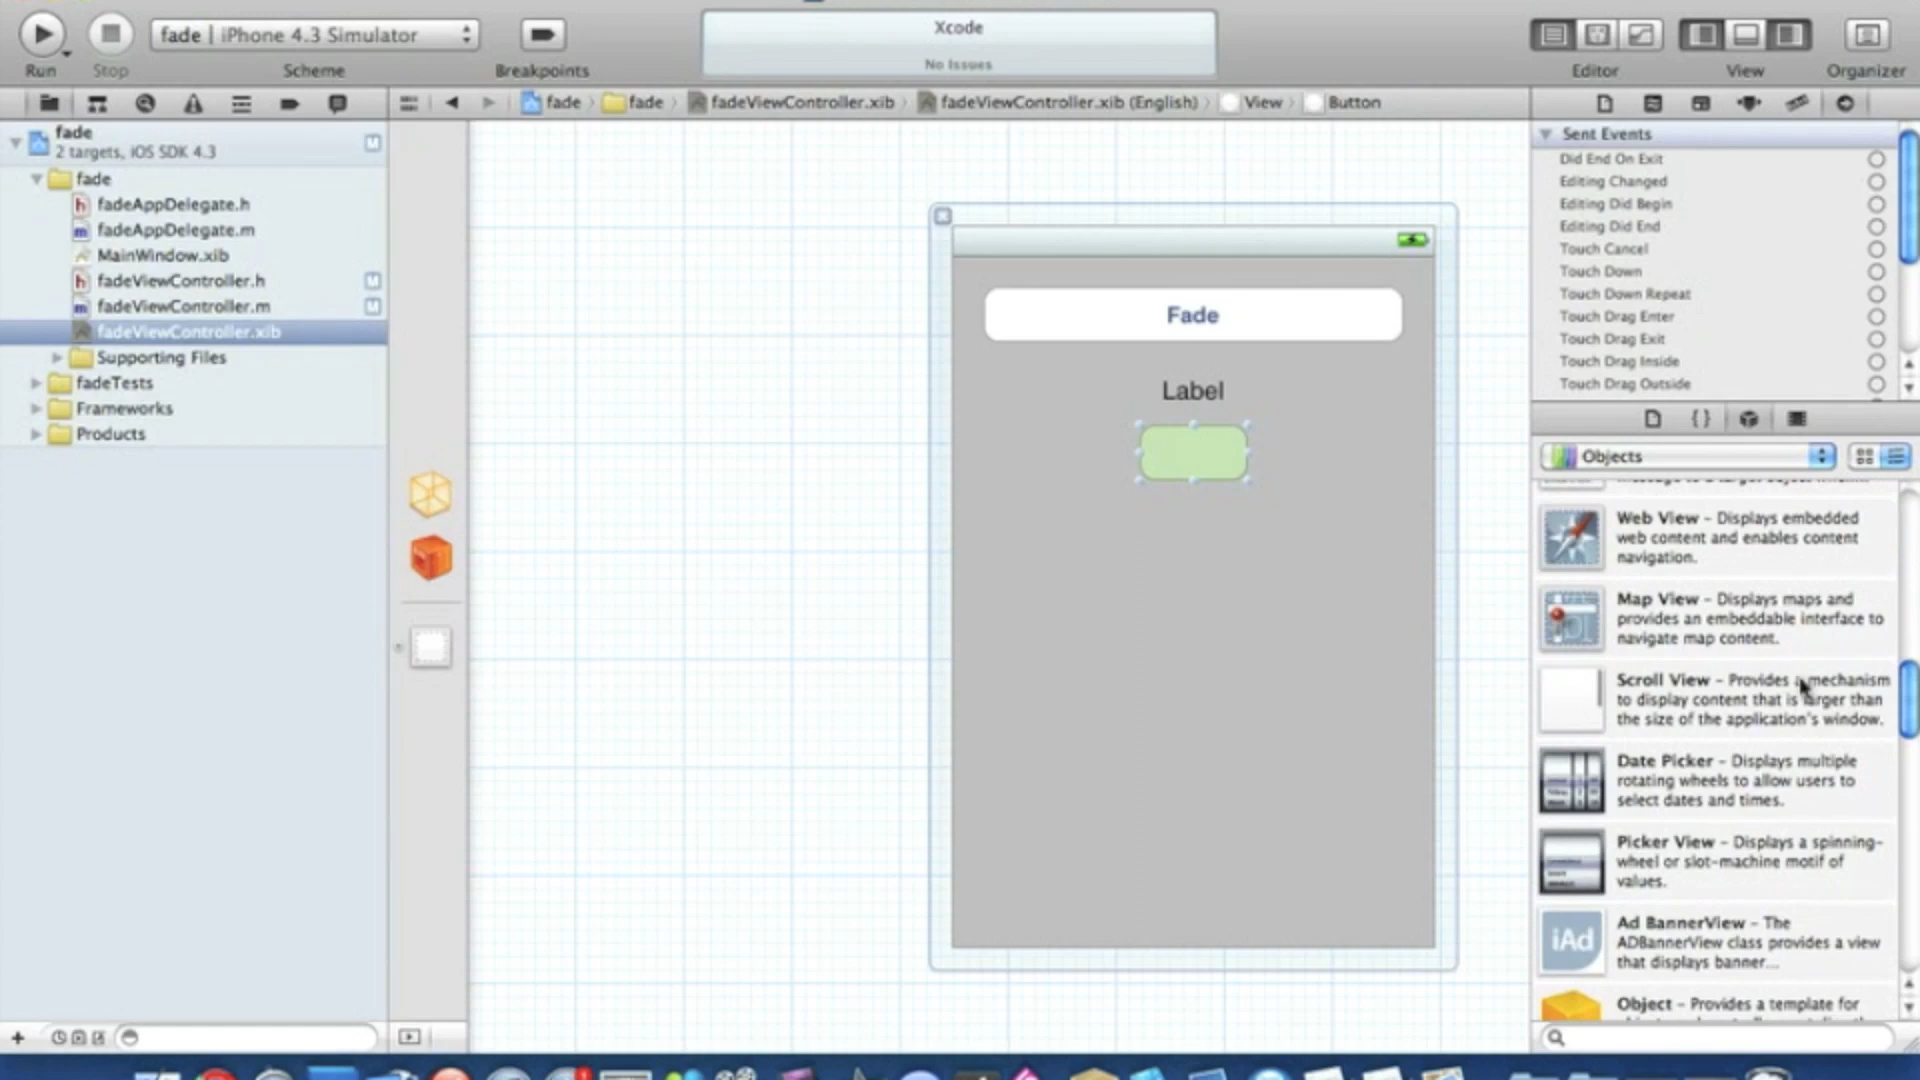 Xcode
No Issues
fade | iPhone 4.3 Simulator
Run
Stop
Scheme
Breakpoints
Editor
View
Organizer
fade
fade
fadeViewController.xib
fadeViewController.xib (English)
View
Button
fade
2 targets, iOS SDK 4.3
M
fade
fadeAppDelegate.h
fadeAppDelegate.m
MainWindow.xib
fadeViewController.h
M
fadeViewController.m
M
fadeViewController.xib
Supporting Files
fadeTests
Frameworks
Products
Fade
Label
Sent Events
Did End On Exit
Editing Changed
Editing Did Begin
Editing Did End
Touch Cancel
Touch Down
Touch Down Repeat
Touch Drag Enter
Touch Drag Exit
Touch Drag Inside
Touch Drag Outside
Objects
Web View – Displays embedded
web content and enables content
navigation.
Map View – Displays maps and
provides an embeddable interface to
navigate map content.
Scroll View – Provides a mechanism
to display content that is larger than
the size of the application's window.
Date Picker – Displays multiple
rotating wheels to allow users to
select dates and times.
Picker View – Displays a spinning-
wheel or slot-machine motif of
values.
iAd
Ad BannerView – The
ADBannerView class provides a view
that displays banner...
Object – Provides a template for